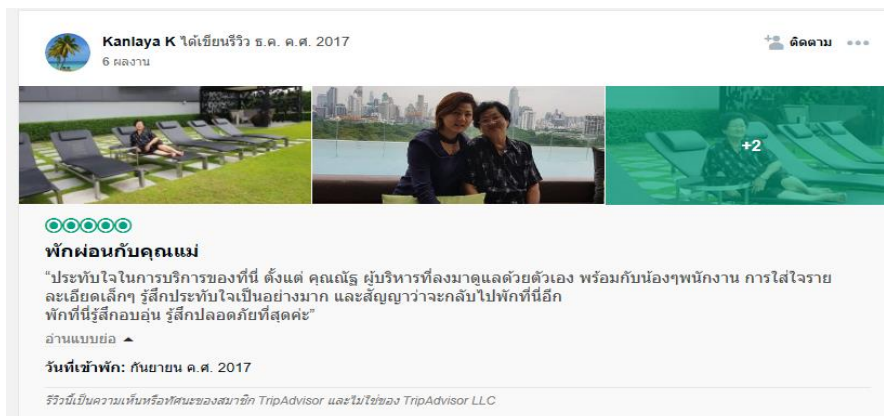 Kanlaya K ได้เขียนรีวิว ธ.ค. ค.ศ. 2017
ติดตาม
6 ผลงาน
+2
พักผ่อนกับคุณแม่
“ประทับใจในการบริการของที่นี่ ตั้งแต่ คุณณัฐ ผู้บริหารที่ลงมาดูแลด้วยตัวเอง พร้อมกับน้องๆพนักงาน การใส่ใจราย
ละเอียดเล็กๆ รู้สึกประทับใจเป็นอย่างมาก และสัญญาว่าจะกลับไปพักที่นี่อีก
พักที่นี่รู้สึกอบอุ่น รู้สึกปลอดภัยที่สุดค่ะ”
อ่านแบบย่อ
วันที่เข้าพัก: กันยายน ค.ศ. 2017
รีวิวนี้เป็นความเห็นหรือทัศนะของสมาชิก TripAdvisor และไม่ใช่ของ TripAdvisor LLC